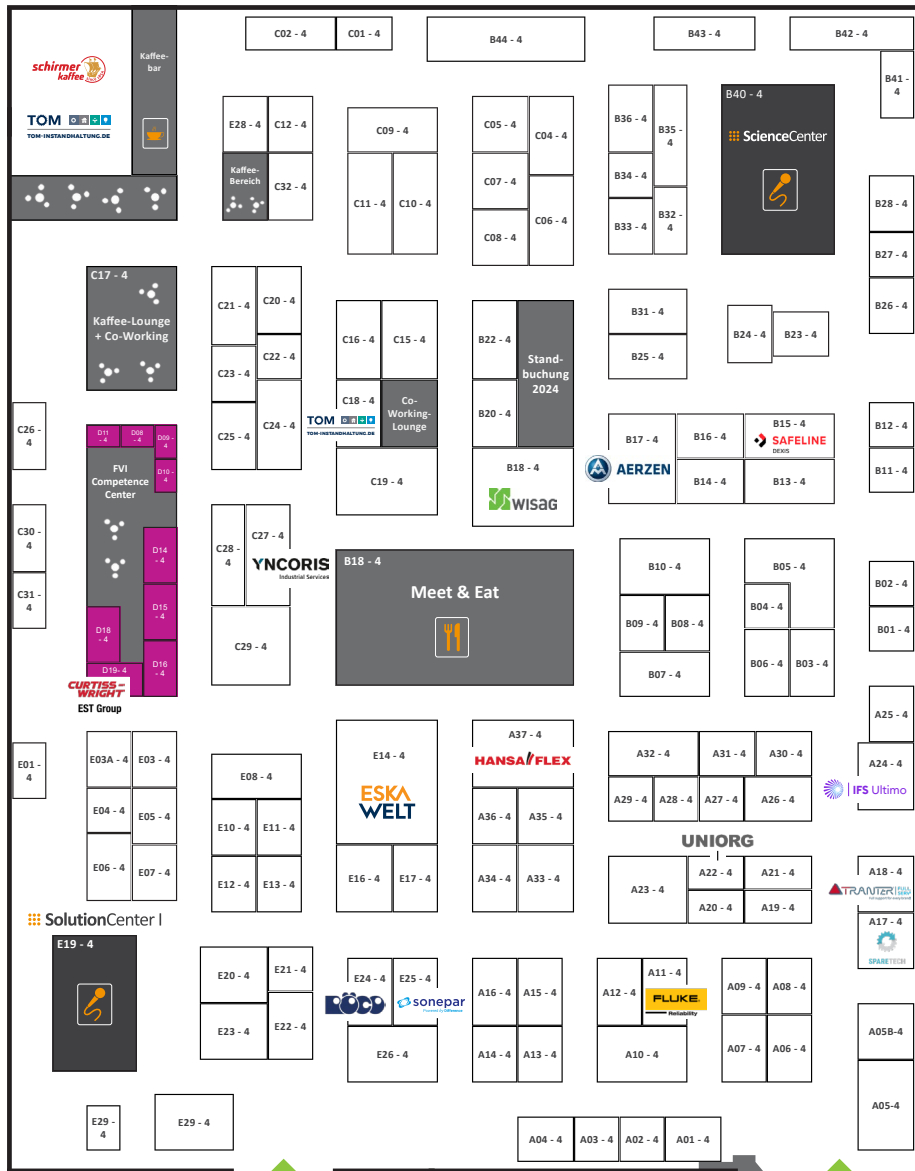 C02 - 4
C01 - 4
B44 - 4
B43 - 4
B42 - 4
Kaffee-
bar
schirmer
kaffee
TOM
TOM-INSTANDHALTUNG.DE
B41 -
4
B40 - 4
ScienceCenter
E28 - 4
C12 - 4
C09 - 4
C05 - 4
C04 - 4
B36 - 4
B35 -
4
Kaffee-
Bereich
C32 - 4
C11 - 4
C10 - 4
C07 - 4
C06 - 4
C08 - 4
B34 - 4
B33 - 4
B32 -
4
B28 - 4
B27 - 4
B26 - 4
C17 - 4
Kaffee-Lounge
+ Co-Working
C21 - 4
C20 - 4
C22 - 4
C23 - 4
C24 - 4
C25 - 4
C16 - 4
C15 - 4
C18 - 4
TOM
TOM-INSTANDHALTUNG.DE
Co-
Working-
Lounge
C19 - 4
B22 - 4
Stand-
buchung
2024
B20 - 4
B18 - 4
WISAG
B31 - 4
B25 - 4
B24 - 4
B23 - 4
B17 - 4
AERZEN
B16 - 4
B15 - 4
SAFELINE
DEXIS
B14 - 4
B13 - 4
B12 - 4
B11 - 4
C26 -
4
D11
- 4
D08
- 4
D09 -
4
D10 -
4
FVI
Competence
Center
C30 -
4
C31 -
4
D14
- 4
D15
- 4
D18
- 4
D16
- 4
D19- 4
CURTISS-
WRIGHT
EST Group
C28 -
4
C27 - 4
YNCORIS
Industrial Services
C29 - 4
B18 - 4
Meet & Eat
B10 - 4
B09 - 4
B08 - 4
B07 - 4
B05 - 4
B04 - 4
B06 - 4
B03 - 4
B02 - 4
B01 - 4
A25 - 4
A24 - 4
IFS Ultimo
E01 -
4
E03A - 4
E03 - 4
E04 - 4
E05 - 4
E06 - 4
E07 - 4
E08 - 4
E10 - 4
E11 - 4
E12 - 4
E13 - 4
E14 - 4
ESKA
WELT
E16 - 4
E17 - 4
A37 - 4
HANSA FLEX
A36 - 4
A35 - 4
A34 - 4
A33 - 4
A32 - 4
A31 - 4
A30 - 4
A29 - 4
A28 - 4
A27 - 4
A26 - 4
UNIORG
A23 - 4
A22 - 4
A21 - 4
A20 - 4
A19 - 4
A18 - 4
TRANTER
A17 - 4
SPARETECH
SolutionCenter I
E19 - 4
E20 - 4
E21 - 4
E23 - 4
E22 - 4
E24 - 4
E25 - 4
RÖCO
sonepar
Powered by Difference
E26 - 4
A16 - 4
A15 - 4
A14 - 4
A13 - 4
A12 - 4
A11 - 4
FLUKE.
Reliability
A10 - 4
A09 - 4
A08 - 4
A07 - 4
A06 - 4
A05B-4
A05-4
E29 -
4
E29 - 4
A04 - 4
A03 - 4
A02 - 4
A01 - 4